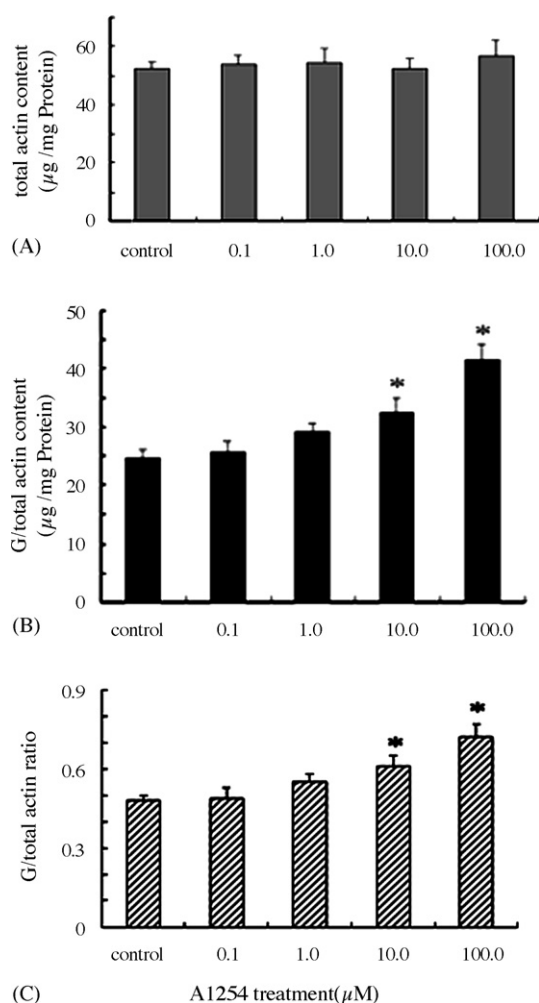 total actin content
(µg /mg Protein)
60
40
20
0
(A)
control 0.1 1.0 10.0 100.0
G/total actin content
(µg /mg Protein)
50
40
30
20
10
0
* *
(B)
control 0.1 1.0 10.0 100.0
G/total actin ratio
0.9
0.6
0.3
0
* *
control 0.1 1.0 10.0 100.0
(C) A1254 treatment(µM)